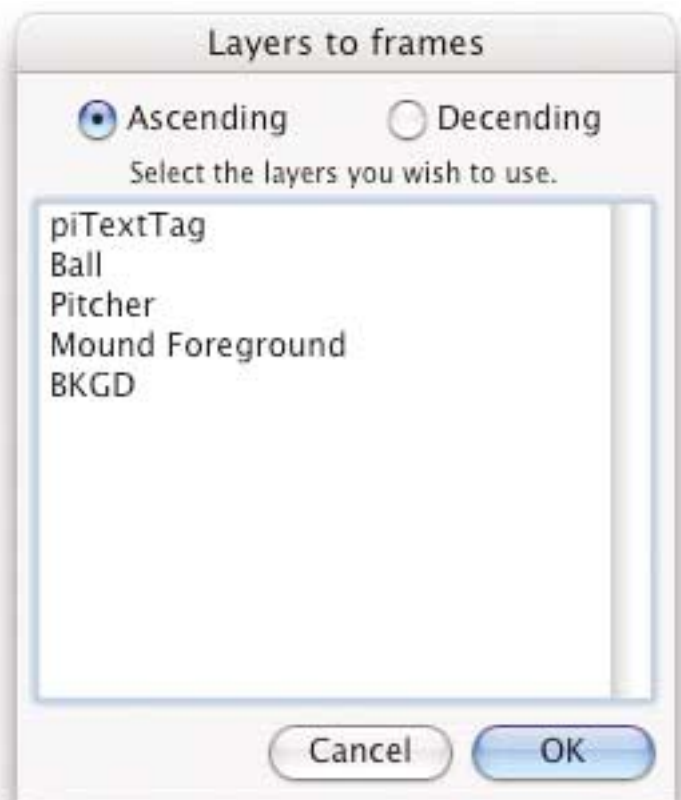 Layers to frames
Ascending Decending
Select the layers you wish to use.
piTextTag
Ball
Pitcher
Mound Foreground
BKGD
Cancel OK